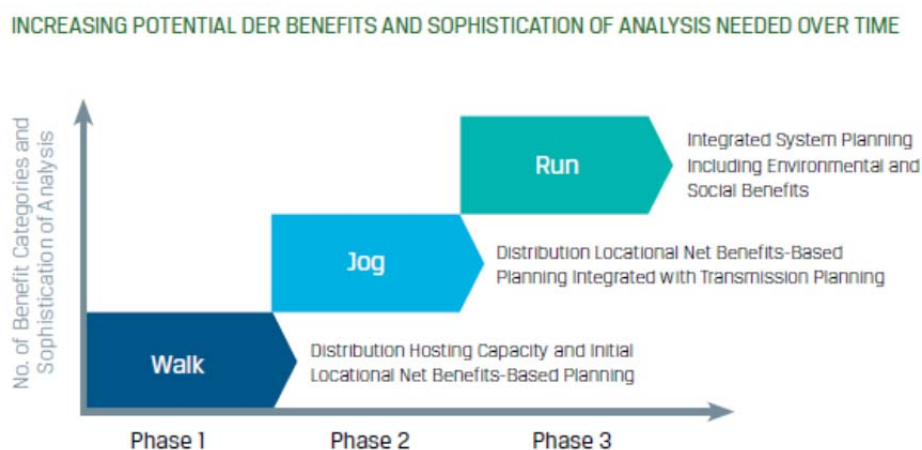 INCREASING POTENTIAL DER BENEFITS AND SOPHISTICATION OF ANALYSIS NEEDED OVER TIME
No. of Benefit Categories and
Sophistication of Analysis
Run
Integrated System Planning
Including Environmental and
Social Benefits
Jog
Distribution Locational Net Benefits-Based
Planning Integrated with Transmission Planning
Walk
Distribution Hosting Capacity and Initial
Locational Net Benefits-Based Planning
Phase 1
Phase 2
Phase 3